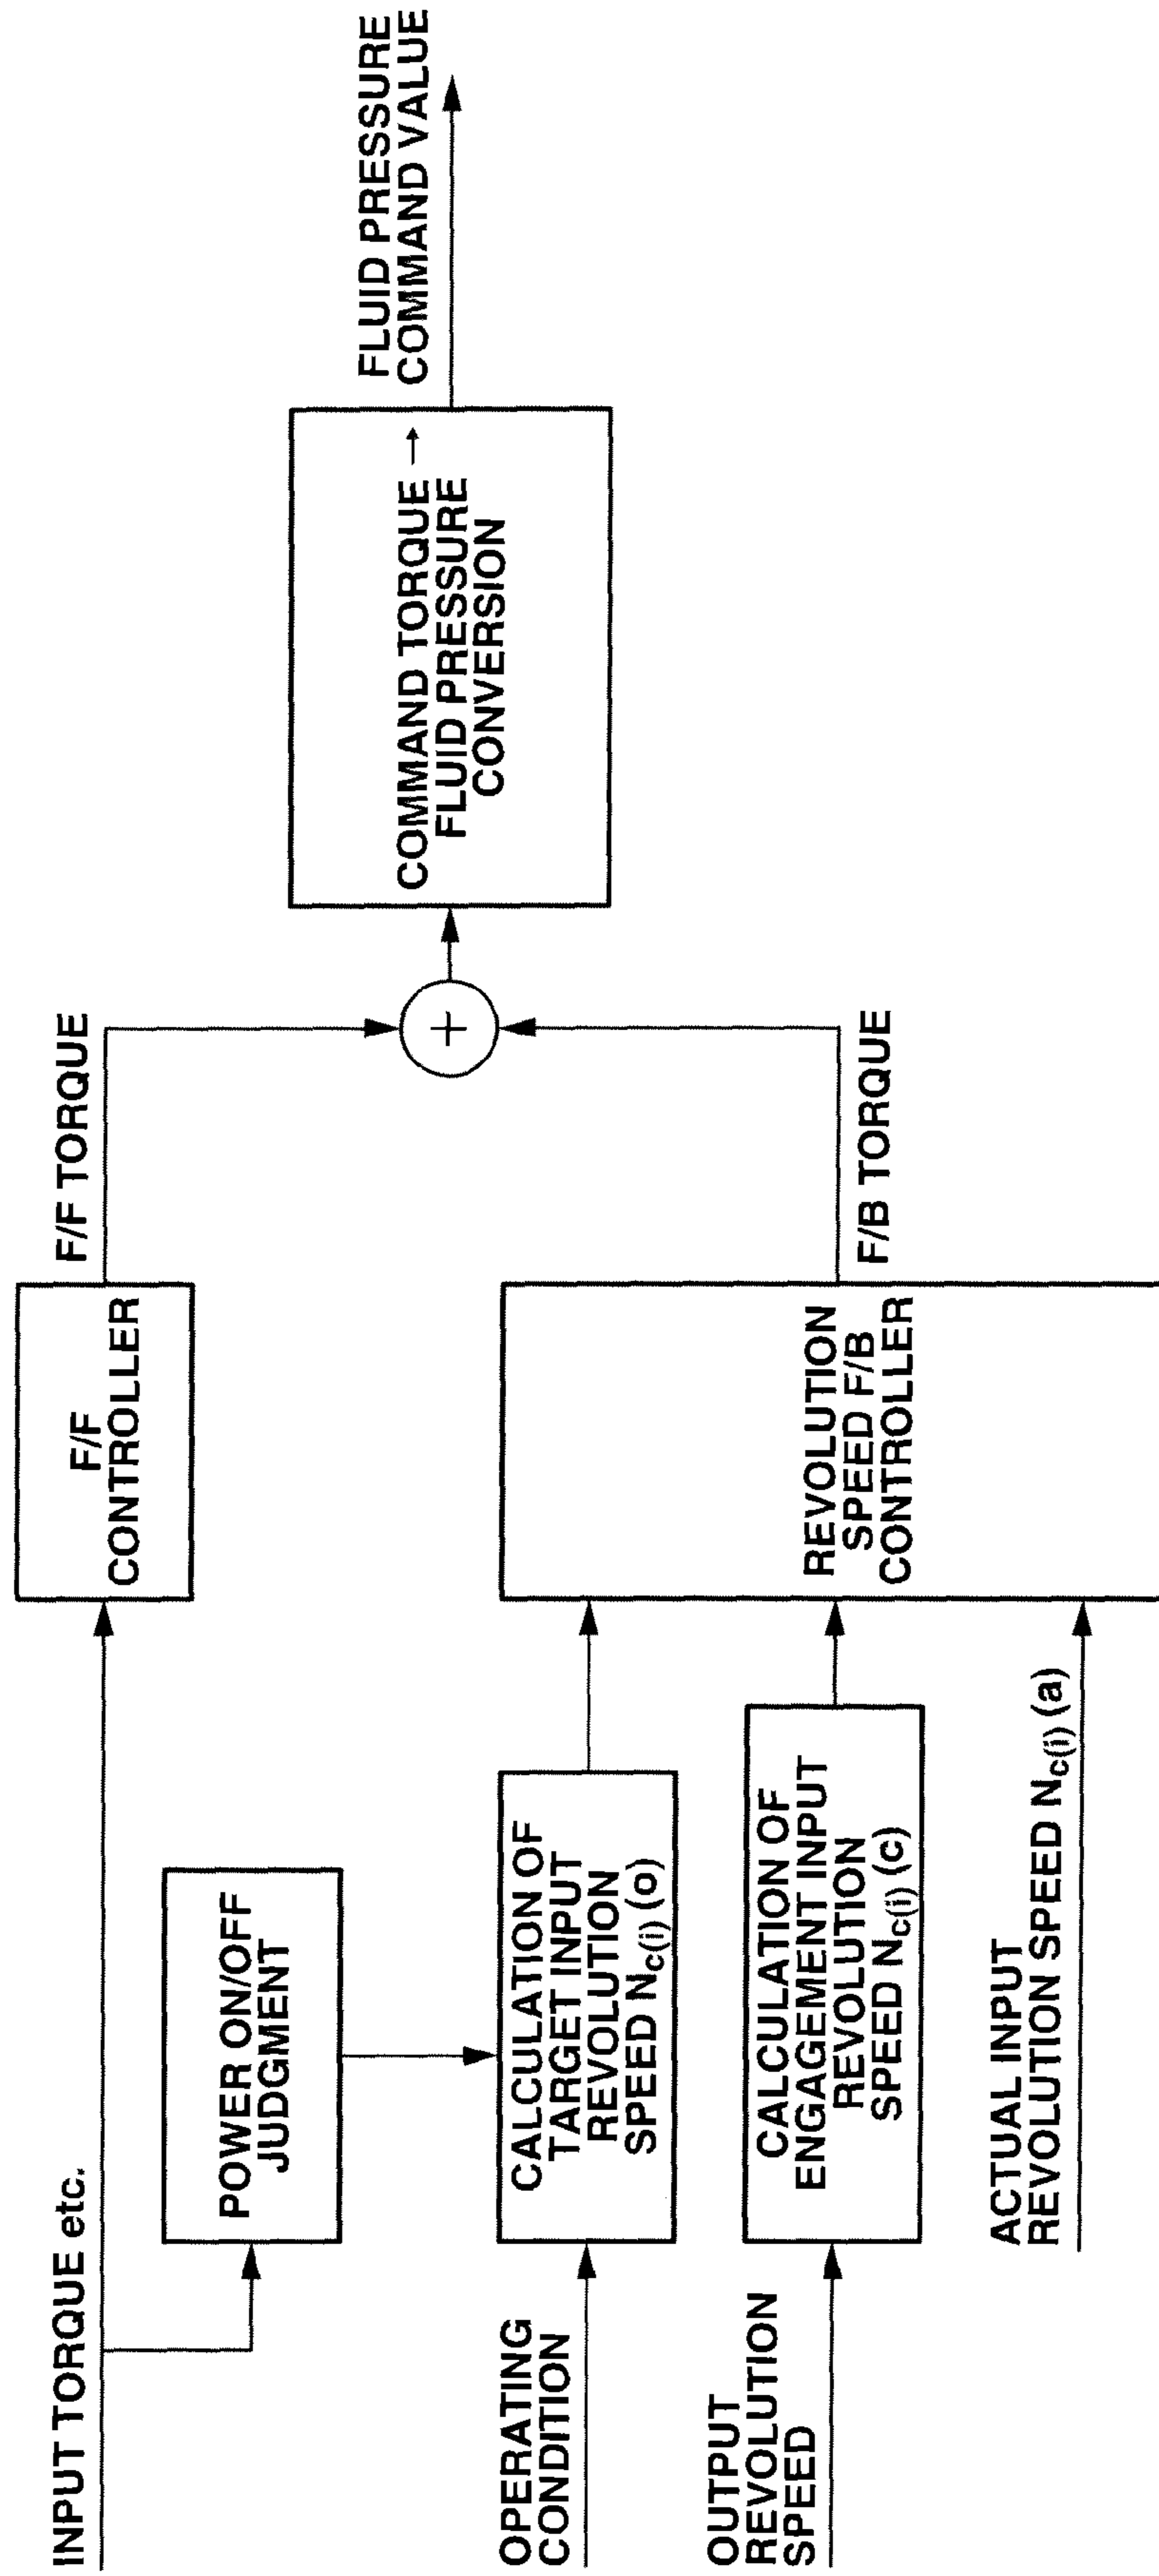 INPUT TORQUE etc.
POWER ON/OFF
JUDGMENT
F/F
CONTROLLER
F/F TORQUE
OPERATING
CONDITION
CALCULATION OF
TARGET INPUT
REVOLUTION
SPEED Nc(i) (o)
OUTPUT
REVOLUTION
SPEED
CALCULATION OF
ENGAGEMENT INPUT
REVOLUTION
SPEED Nc(i) (c)
ACTUAL INPUT
REVOLUTION SPEED Nc(i) (a)
REVOLUTION
SPEED F/B
CONTROLLER
F/B TORQUE
+
COMMAND TORQUE →
FLUID PRESSURE
CONVERSION
FLUID PRESSURE
COMMAND VALUE